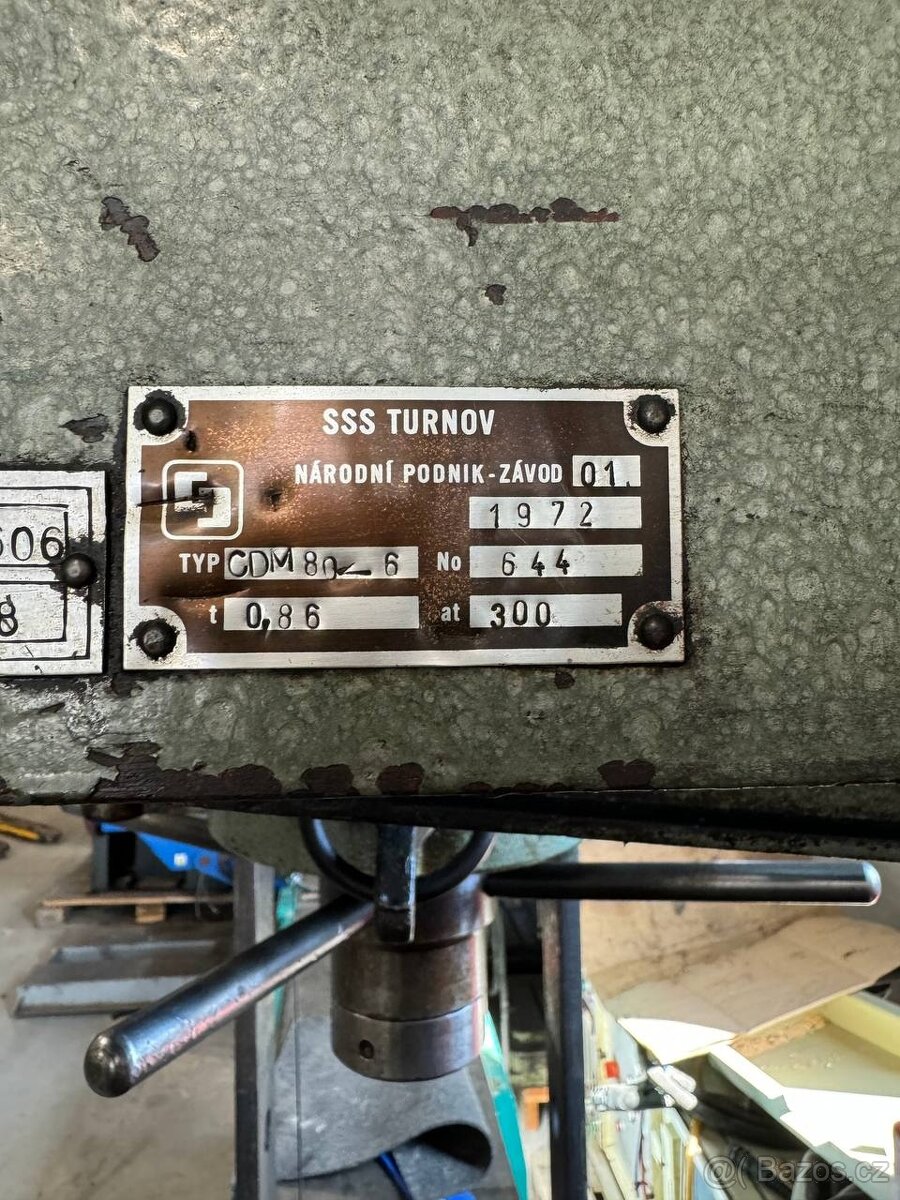 SSS TURNOV
NÁRODNÍ PODNIK-ZÁVOD 01.
1972
TYP CDM 80-6 No 644
t 0,86 at 300
606
8
Bazos.cz